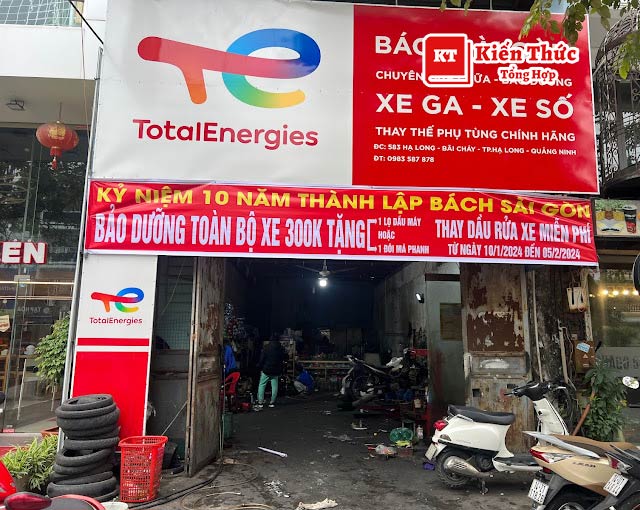 BÁC
KT Kiến Thức
Tổng Hợp
CHUYÊN
XE GA - XE SỐ
THAY THẾ PHỤ TÙNG CHÍNH HÃNG
ĐC: 583 HẠ LONG - BÃI CHÁY - TP.HẠ LONG - QUẢNG NINH
ĐT: 0983 587 878
TotalEnergies
KỶ NIỆM 10 NĂM THÀNH LẬP BÁCH SÀI GÒN
BẢO DƯỠNG TOÀN BỘ XE 300K TẶNG
1 LỌ DẦU MÁY
HOẶC
1 ĐÔI MÁ PHANH
THAY DẦU RỬA XE MIỄN PHÍ
TỪ NGÀY 10/1/2024 ĐẾN 05/2/2024
TotalEnergies